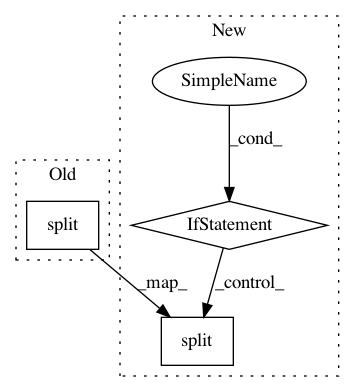 New
SimpleName
_cond_
Old
split
IfStatement
_map_
_control_
split